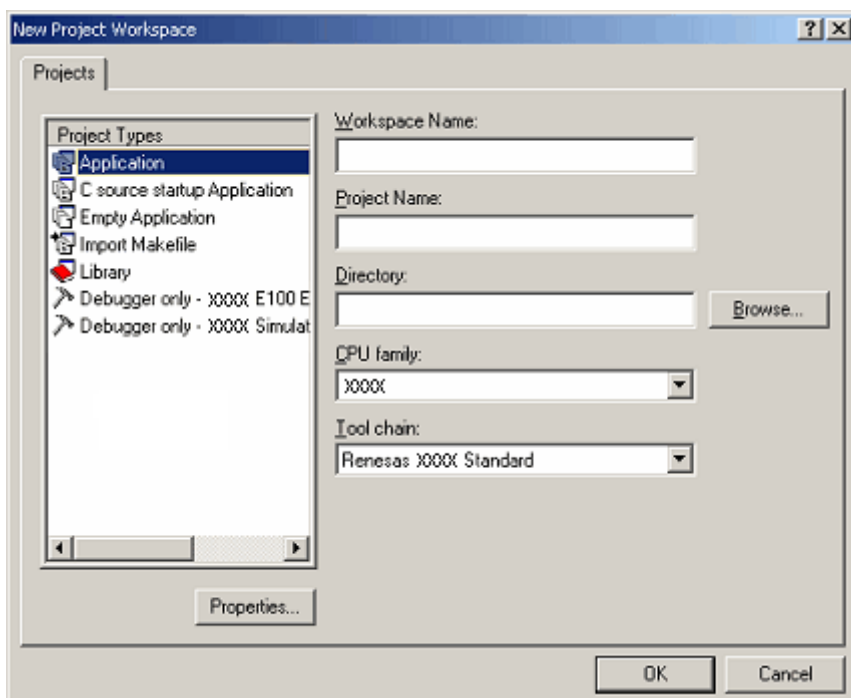 New Project Workspace
Projects
Project Types
Application
C source startup Application
Empty Application
Import Makefile
Library
Debugger only - XXXX E100 E
Debugger only - XXXX Simulat
Properties...
Workspace Name:
Project Name:
Directory:
Browse...
CPU family:
XXXX
Tool chain:
Renesas XXXX Standard
OK
Cancel